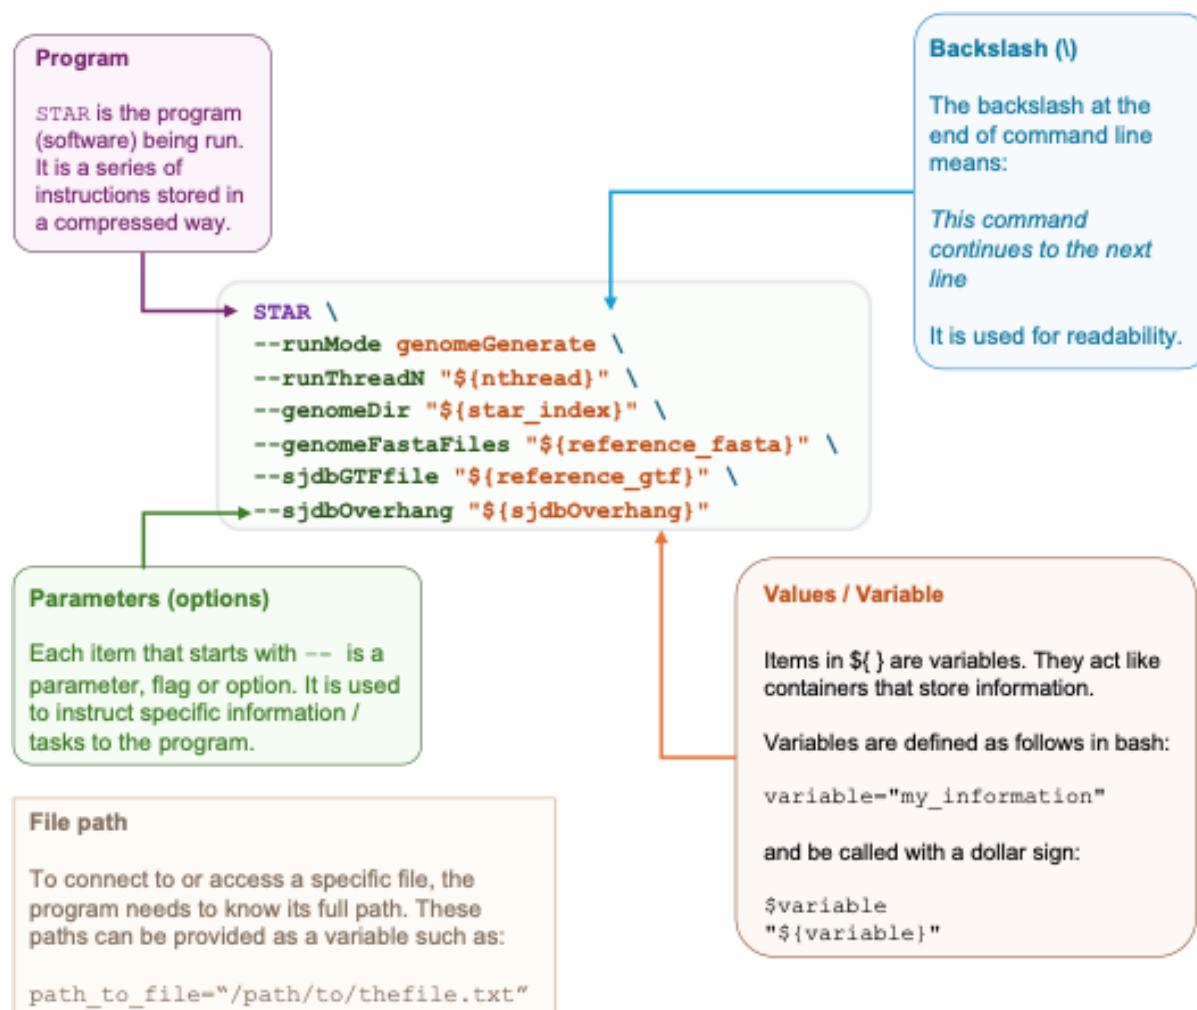 Program
STAR is the program
(software) being run.
It is a series of
instructions stored in
a compressed way.
Backslash (\)
The backslash at the
end of command line
means:
This command
continues to the next
line
It is used for readability.
STAR \
--runMode genomeGenerate \
--runThreadN "${nthread}" \
--genomeDir "${star_index}" \
--genomeFastaFiles "${reference_fasta}" \
--sjdbGTFfile "${reference_gtf}" \
--sjdbOverhang "${sjdbOverhang}"
Parameters (options)
Each item that starts with -- is a
parameter, flag or option. It is used
to instruct specific information /
tasks to the program.
Values / Variable
Items in ${ } are variables. They act like
containers that store information.
Variables are defined as follows in bash:
variable="my_information"
and be called with a dollar sign:
$variable
"${variable}"
File path
To connect to or access a specific file, the
program needs to know its full path. These
paths can be provided as a variable such as:
path_to_file=“/path/to/thefile.txt”